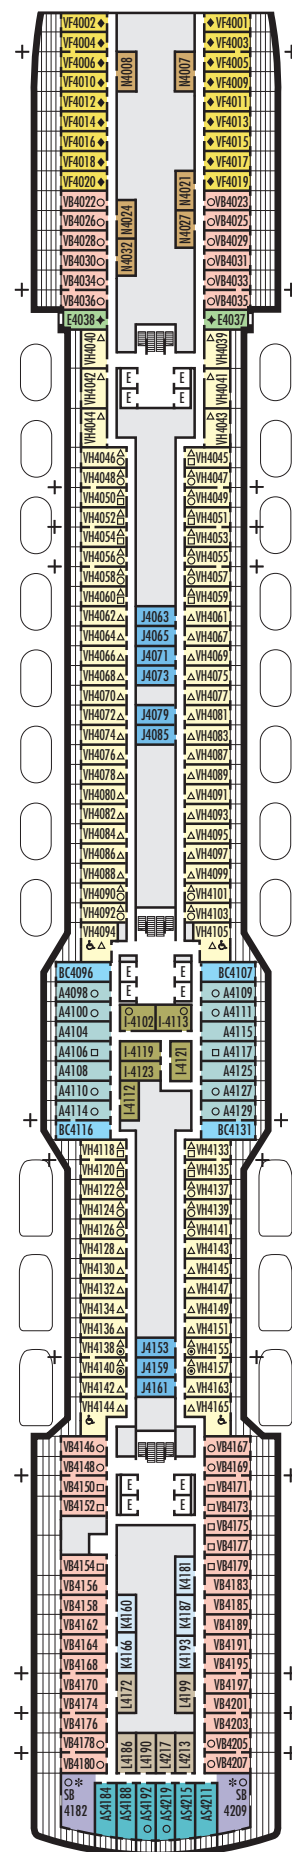 VF4002 ♦ N4008 N4007 ♦ VF4001
VF4004 ♦ ♦ VF4003
VF4006 ♦ ♦ VF4005
VF4010 ♦ ♦ VF4009
VF4012 ♦ ♦ VF4011
VF4014 ♦ ♦ VF4013
VF4016 ♦ ♦ VF4015
VF4018 ♦ ♦ VF4017
VF4020 ♦ N4021 ♦ VF4019
VB4022 N4024 N4027 VB4023
VB4026 VB4025
VB4028 N4032 VB4029
VB4030 VB4031
VB4034 VB4033
VB4036 VB4035
E4038 E4037
VH4040 VH4039
VH4042 E E VH4041
E E
VH4044 VH4043
VH4046 VH4045
VH4048 VH4047
VH4050 VH4049
VH4052 VH4051
VH4054 VH4053
VH4056 VH4055
VH4058 VH4057
VH4060 VH4059
VH4062 J4063 VH4061
VH4064 J4065 VH4067
VH4066 J4071 VH4069
VH4068 J4073 VH4075
VH4070 VH4077
VH4072 J4079 VH4081
VH4074 J4085 VH4083
VH4076 VH4087
VH4078 VH4089
VH4080 VH4091
VH4082 VH4093
VH4084 VH4095
VH4086 VH4097
VH4088 VH4099
VH4090 VH4101
VH4092 VH4103
VH4094 VH4105
BC4096 E E BC4107
A4098 E E A4109
A4100 I-4102 I-4113 A4111
A4104 A4115
A4106 I-4119 I-4121 A4117
A4108 I-4123 A4125
A4110 I-4112 A4127
A4114 A4129
BC4116 BC4131
VH4118 VH4133
VH4120 VH4135
VH4122 VH4137
VH4124 VH4139
VH4126 VH4141
VH4128 VH4143
VH4130 VH4145
VH4132 VH4147
VH4134 VH4149
VH4136 VH4151
VH4138 J4153 VH4155
VH4140 J4159 VH4157
VH4142 J4161 VH4163
VH4144 VH4165
VB4146 VB4167
VB4148 E E VB4169
VB4150 E E VB4171
VB4152 VB4173
VB4175
VB4177
VB4154 K4181 VB4179
VB4156 VB4183
VB4158 K4160 K4187 VB4185
VB4162 VB4189
VB4164 K4166 K4193 VB4191
VB4168 VB4195
VB4170 L4172 L4199 VB4197
VB4174 VB4201
VB4176 VB4203
VB4178 L4186 L4190 L4217 L4213 VB4205
VB4180 VB4207
SB 4182 AS4184 AS4188 AS4192 AS4219 AS4215 AS4211 SB 4209